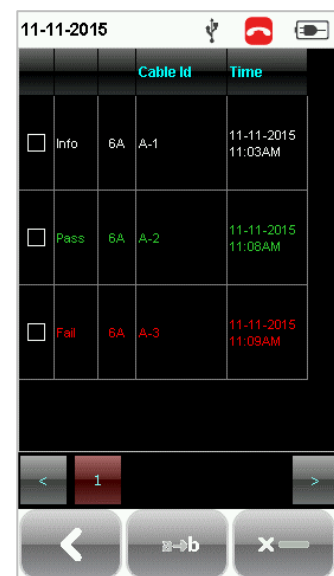 11-11-2015
Cable Id Time
Info 6A A-1 11-11-2015
11:03AM
Pass 6A A-2 11-11-2015
11:08AM
Fail 6A A-3 11-11-2015
11:09AM
< 1 >
b